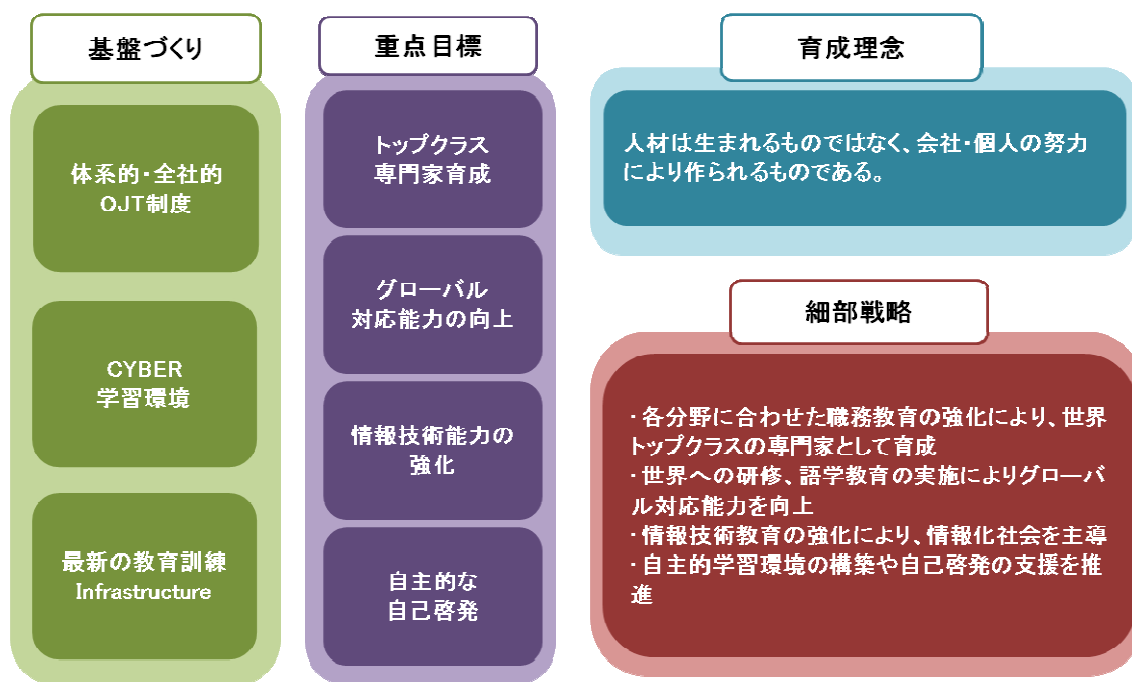 基盤づくり
体系的・全社的
OJT制度
CYBER
学習環境
最新の教育訓練
Infrastructure
重点目標
トップクラス
専門家育成
グローバル
対応能力の向上
情報技術能力の
強化
自主的な
自己啓発
育成理念
人材は生まれるものではなく、会社・個人の努力
により作られるものである。
細部戦略
・各分野に合わせた職務教育の強化により、世界
トップクラスの専門家として育成
・世界への研修、語学教育の実施によりグローバ
ル対応能力を向上
・情報技術教育の強化により、情報化社会を主導
・自主的学習環境の構築や自己啓発の支援を推
進